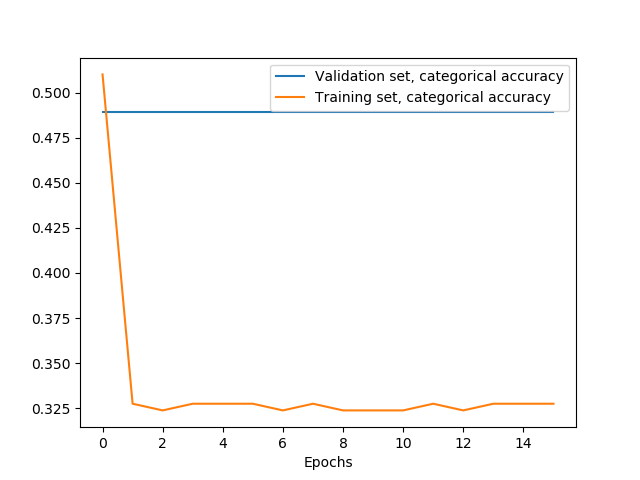 Validation set, categorical accuracy
Training set, categorical accuracy
0.500
0.475
0.450
0.425
0.400
0.375
0.350
0.325
0 2 4 6 8 10 12 14
Epochs